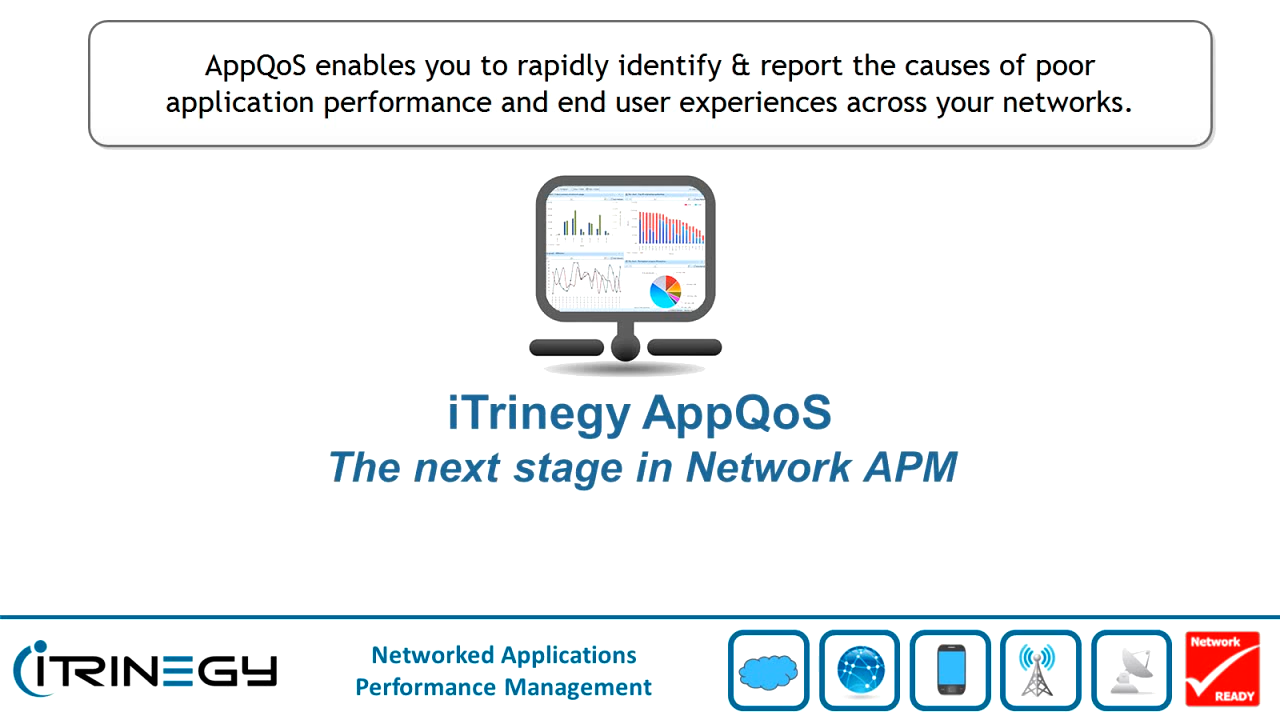 AppQoS enables you to rapidly identify & report the causes of poor
application performance and end user experiences across your networks.
iTrinegy AppQoS
The next stage in Network APM
iTRINEGY
Networked Applications
Performance Management
Network
READY